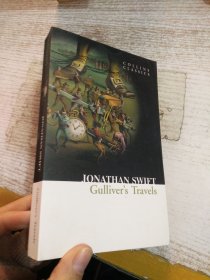 COLLINS
CLASSICS
JONATHAN SWIFT
Gulliver's Travels